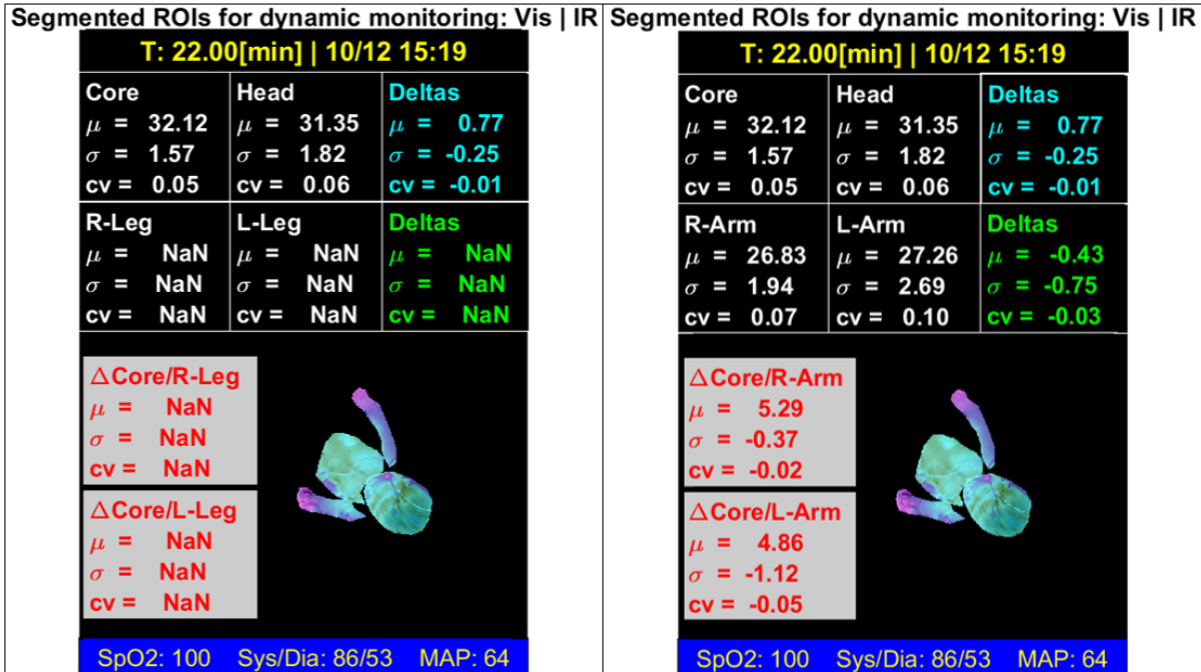 Segmented ROIs for dynamic monitoring: Vis | IR
T: 22.00[min] | 10/12 15:19
Core Head Deltas
μ = 32.12 μ = 31.35 μ = 0.77
σ = 1.57 σ = 1.82 σ = -0.25
cv = 0.05 cv = 0.06 cv = -0.01
R-Leg L-Leg Deltas
μ = NaN μ = NaN μ = NaN
σ = NaN σ = NaN σ = NaN
cv = NaN cv = NaN cv = NaN
ΔCore/R-Leg
μ = NaN
σ = NaN
cv = NaN
ΔCore/L-Leg
μ = NaN
σ = NaN
cv = NaN
SpO2: 100 Sys/Dia: 86/53 MAP: 64
Segmented ROIs for dynamic monitoring: Vis | IR
T: 22.00[min] | 10/12 15:19
Core Head Deltas
μ = 32.12 μ = 31.35 μ = 0.77
σ = 1.57 σ = 1.82 σ = -0.25
cv = 0.05 cv = 0.06 cv = -0.01
R-Arm L-Arm Deltas
μ = 26.83 μ = 27.26 μ = -0.43
σ = 1.94 σ = 2.69 σ = -0.75
cv = 0.07 cv = 0.10 cv = -0.03
ΔCore/R-Arm
μ = 5.29
σ = -0.37
cv = -0.02
ΔCore/L-Arm
μ = 4.86
σ = -1.12
cv = -0.05
SpO2: 100 Sys/Dia: 86/53 MAP: 64